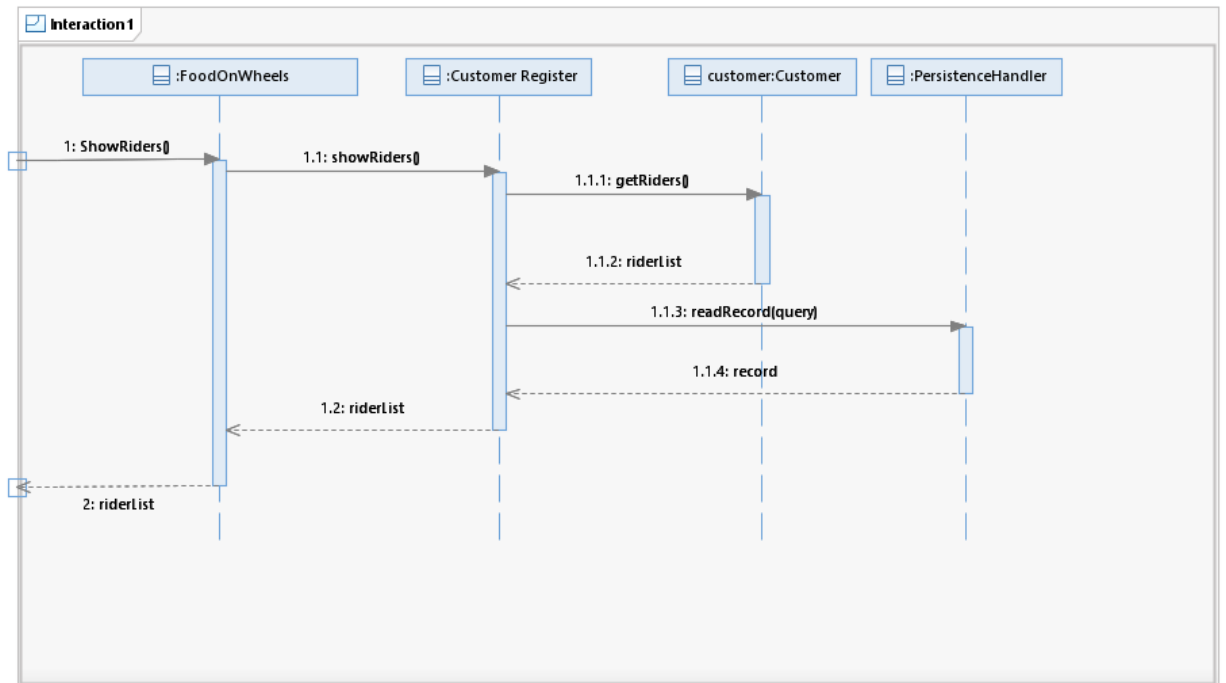 Interaction1
:FoodOnWheels
:Customer Register
customer:Customer
:PersistenceHandler
1: ShowRiders()
1.1: showRiders()
1.1.1: getRiders()
1.1.2: riderList
1.1.3: readRecord(query)
1.1.4: record
1.2: riderList
2: riderList